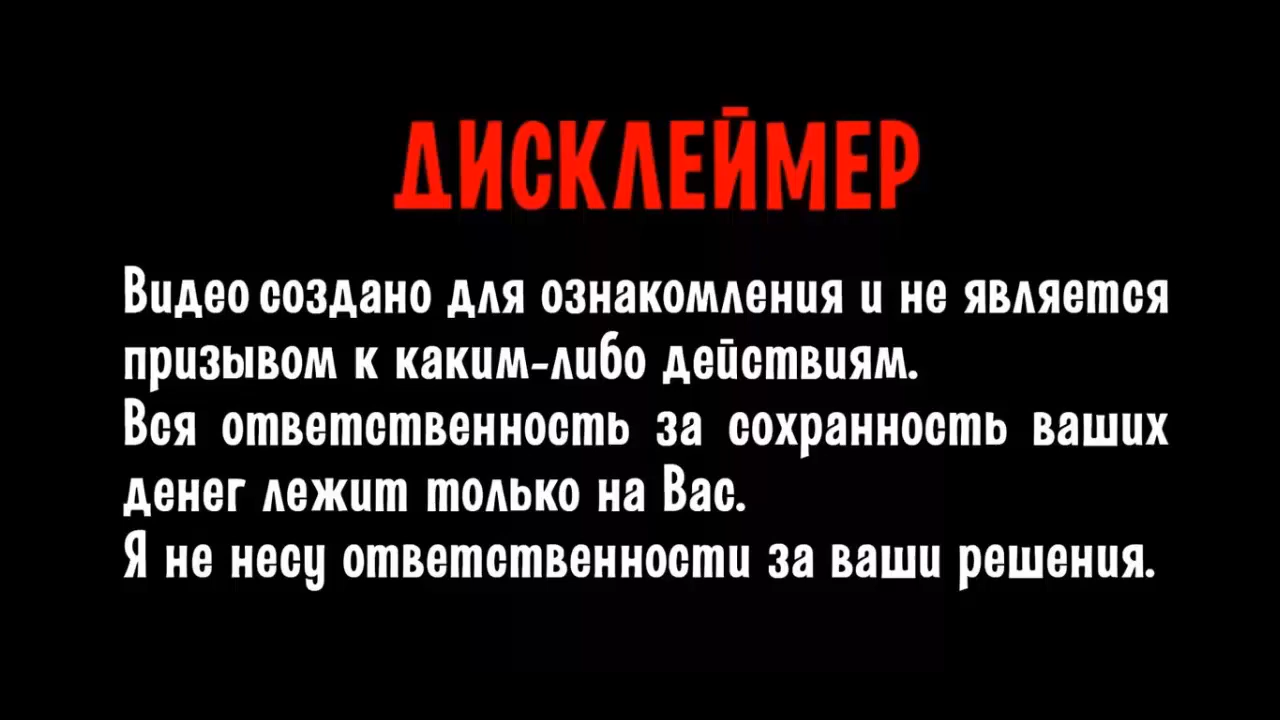 ДИСКЛЕЙМЕР
Видео создано для ознакомления и не является
призывом к каким-либо действиям.
Вся ответственность за сохранность ваших
денег лежит только на Вас.
Я не несу ответственности за ваши решения.